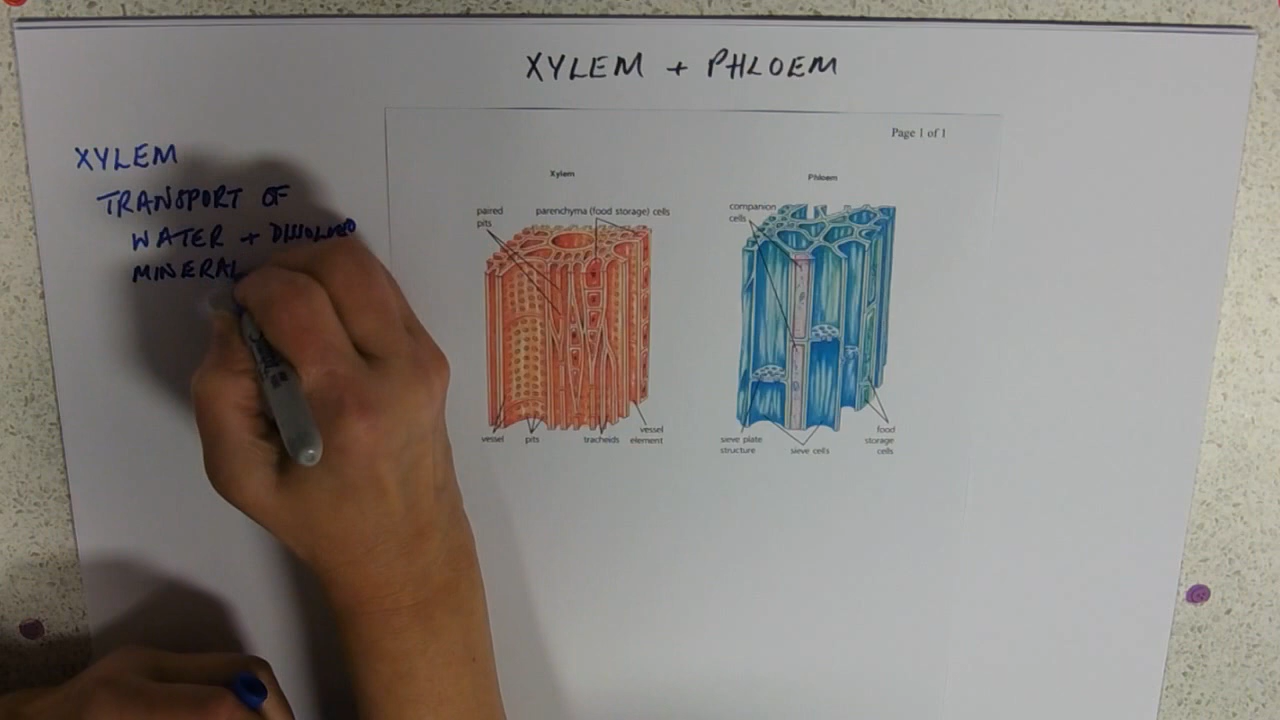 XYLEM + PHLOEM
Page 1 of 1
XYLEM
TRANSPORT OF
WATER + DISSOLVED
MINERAL
Xylem
paired
pits
parenchyma (food storage) cells
vessel
pits
tracheids
vessel
element
Phloem
companion
cells
sieve plate
structure
sieve cells
food
storage
cells